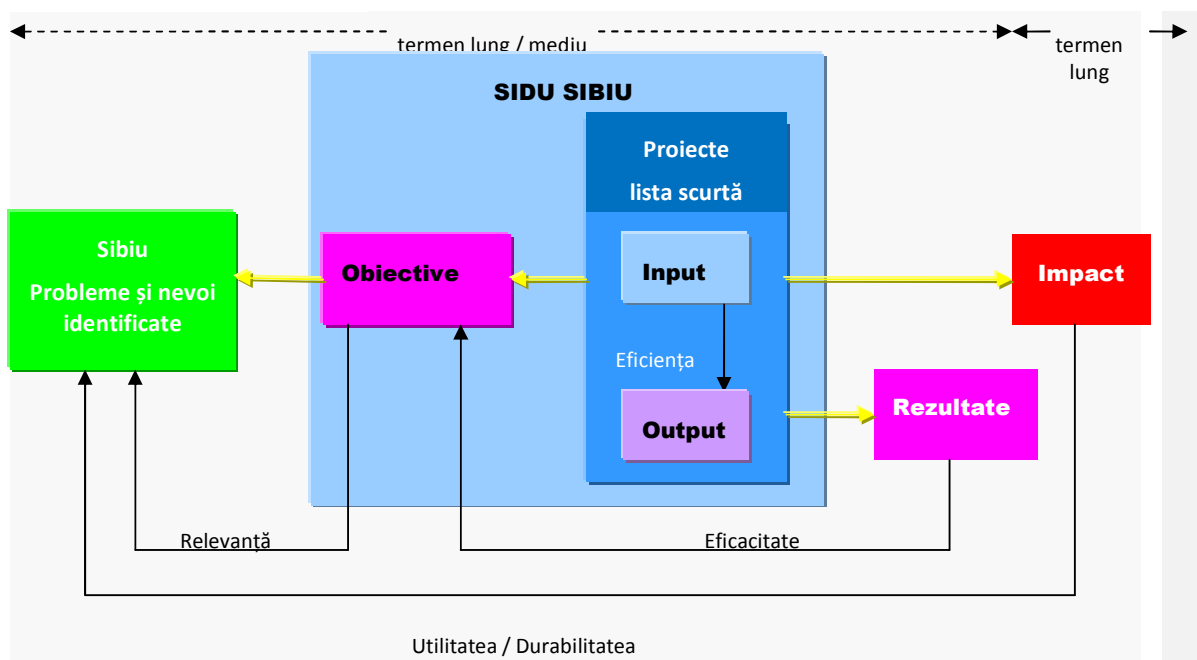 termen lung / mediu
termen
lung
SIDU SIBIU
Proiecte
lista scurtă
Sibiu
Probleme și nevoi
identificate
Obiective
Input
Impact
Eficiența
Output
Rezultate
Relevanță
Eficacitate
Utilitatea / Durabilitatea